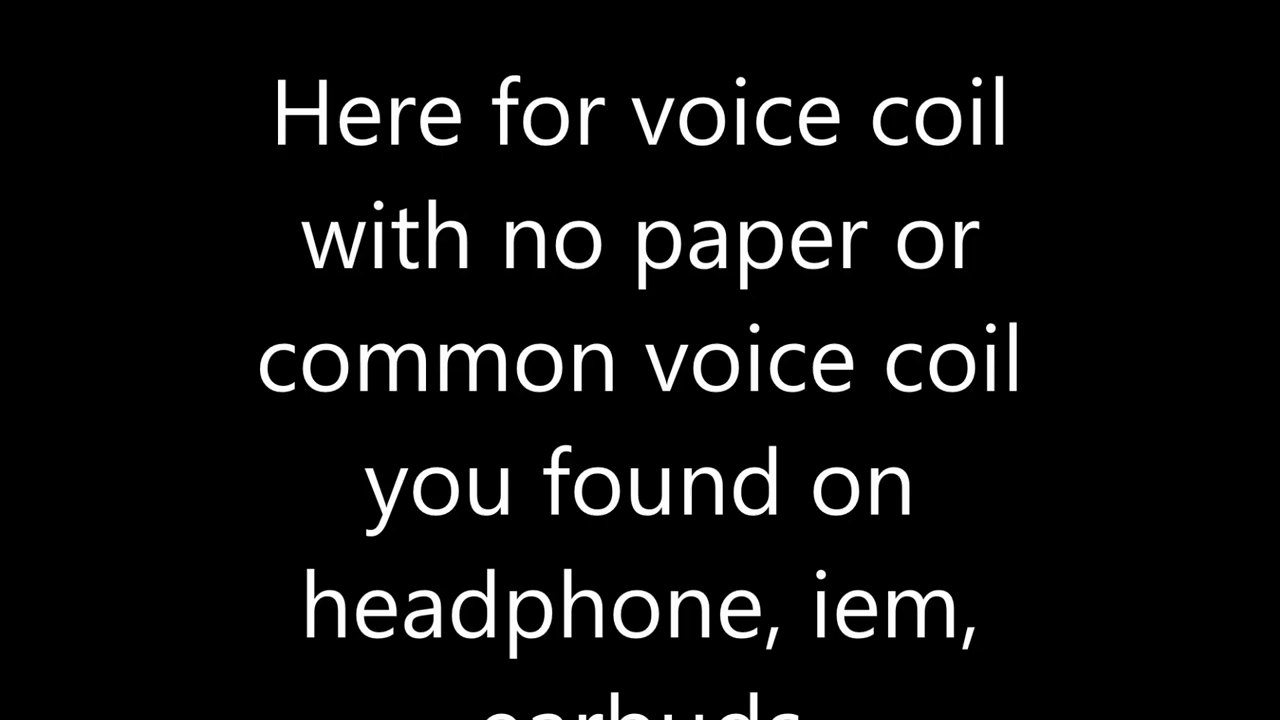 Here for voice coil
with no paper or
common voice coil
you found on
headphone, iem,
earbuds